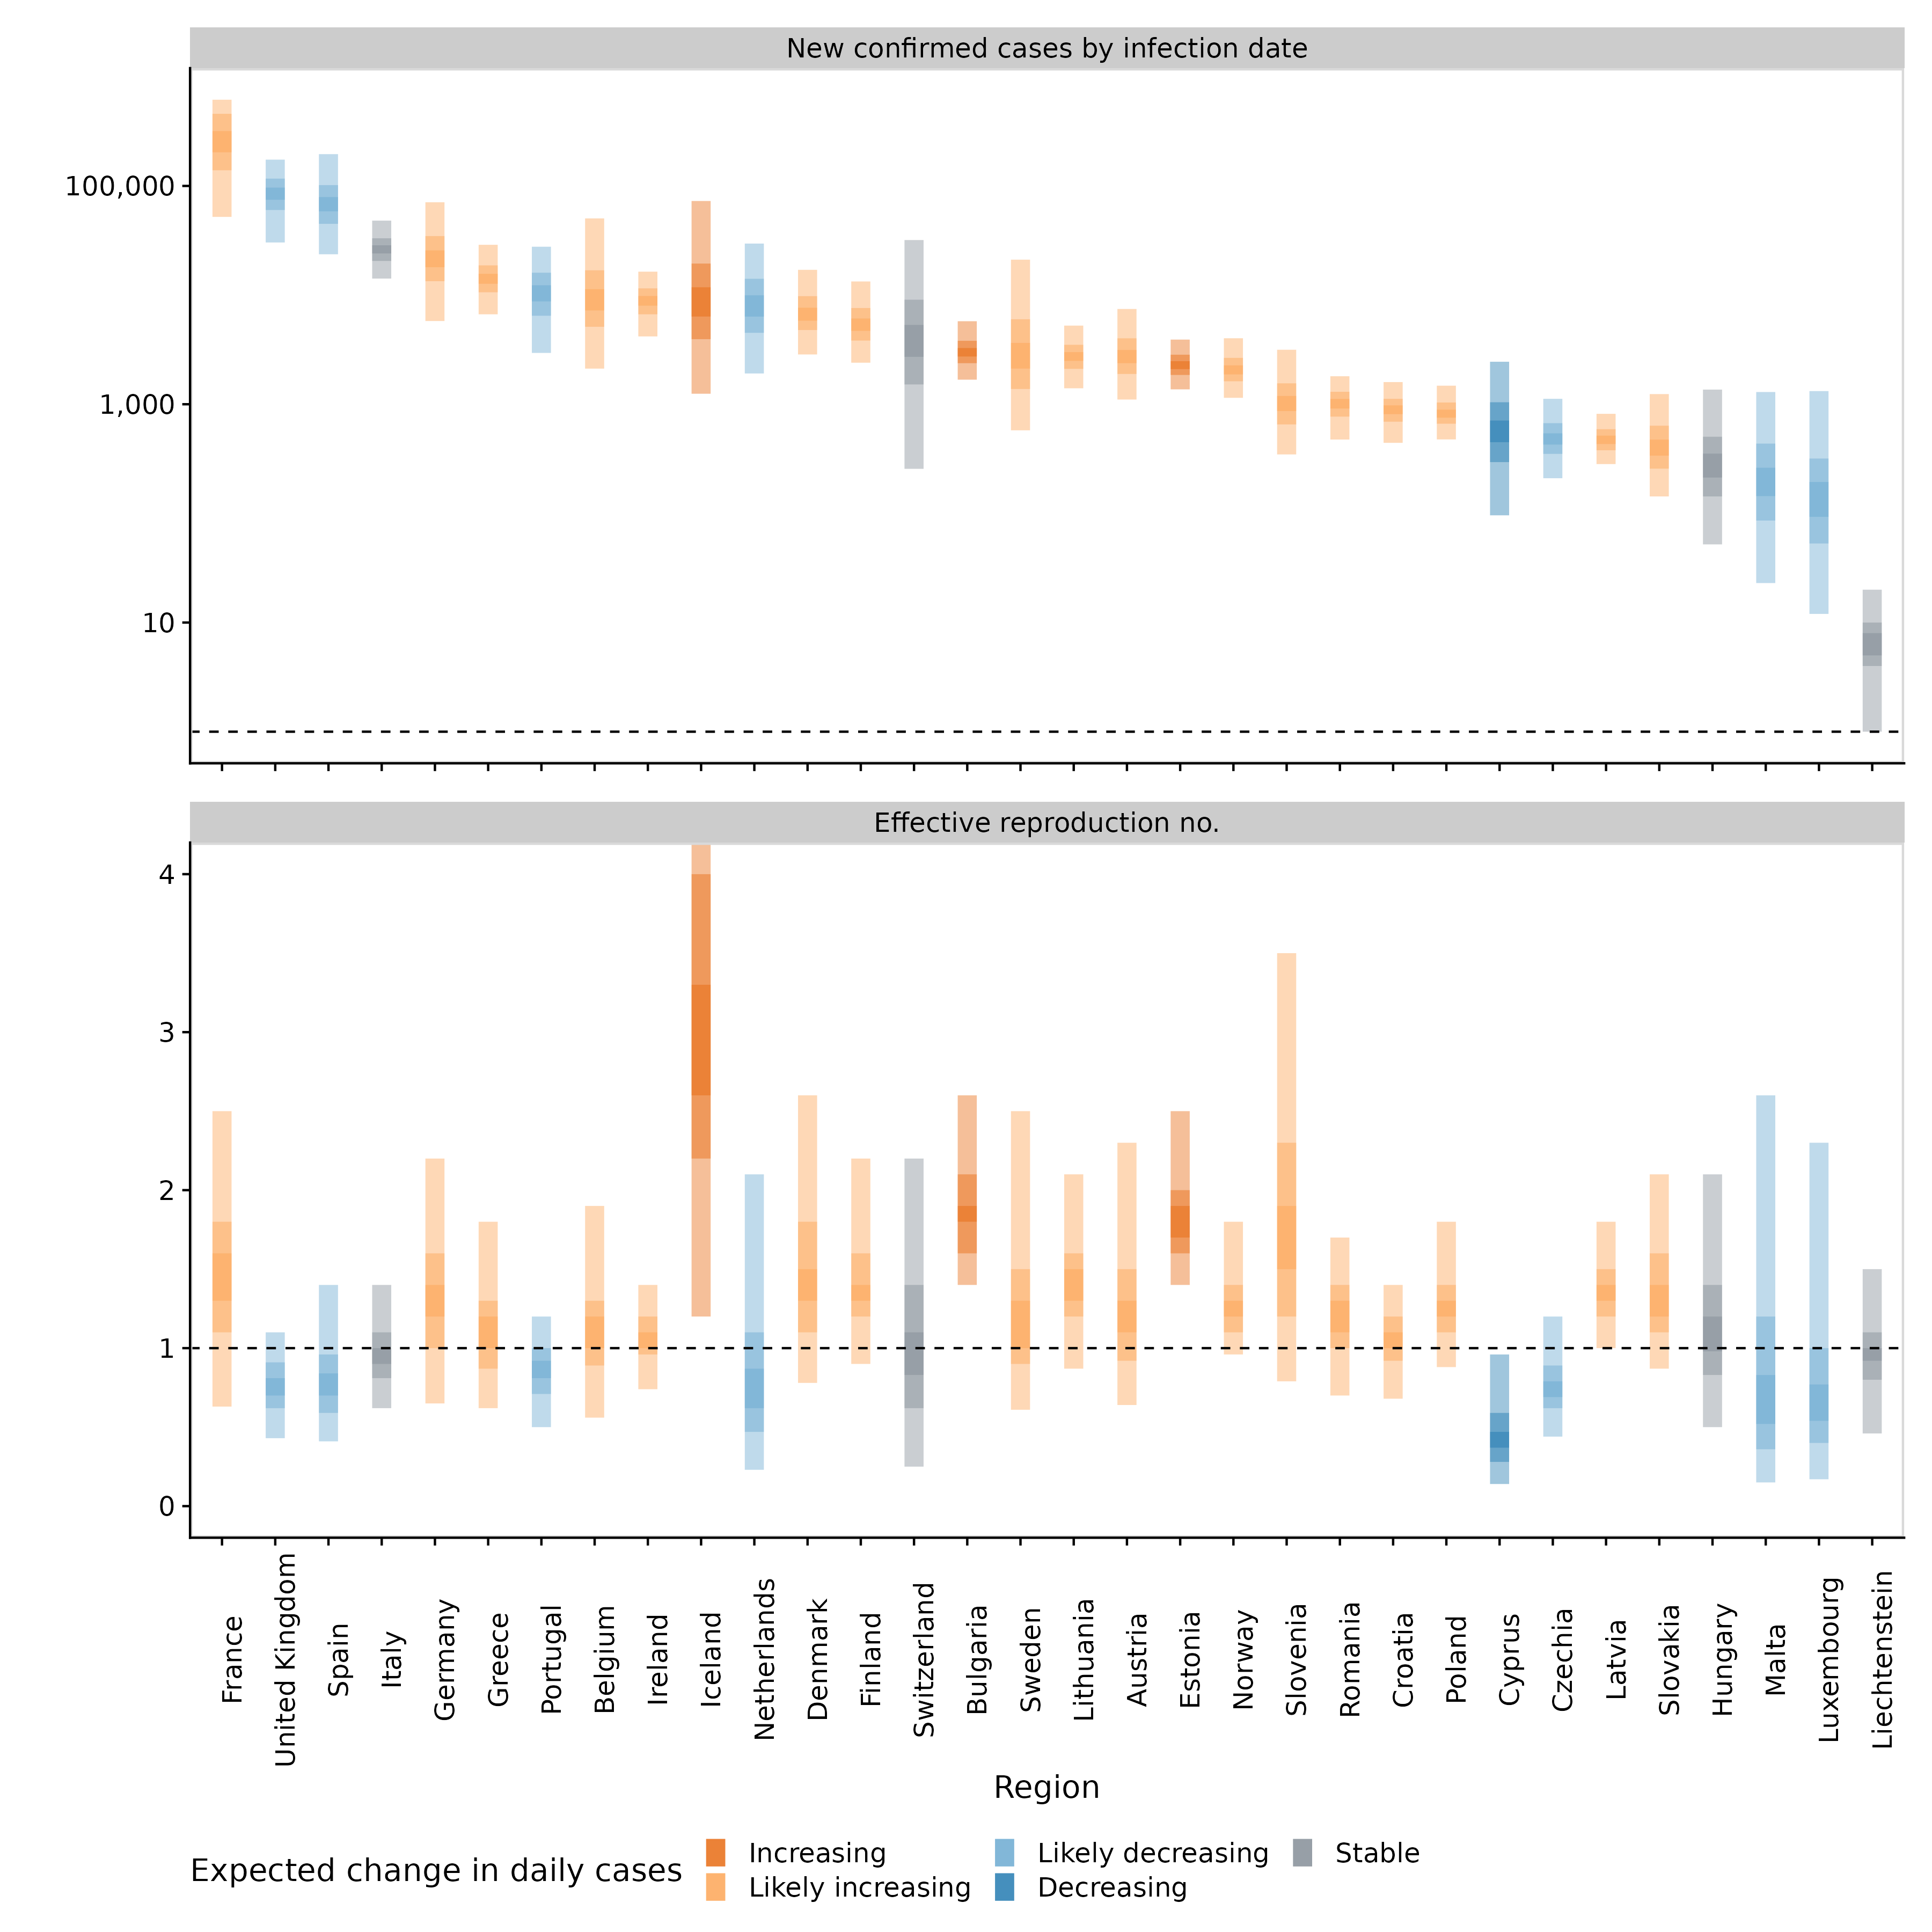 New confirmed cases by infection date
100,000
1,000
10
Effective reproduction no.
4
3
2
1
0
France
United Kingdom
Spain
Italy
Germany
Greece
Portugal
Belgium
Ireland
Iceland
Netherlands
Denmark
Finland
Switzerland
Bulgaria
Sweden
Lithuania
Austria
Estonia
Norway
Slovenia
Romania
Croatia
Poland
Cyprus
Czechia
Latvia
Slovakia
Hungary
Malta
Luxembourg
Liechtenstein
Region
Expected change in daily cases
Increasing
Likely increasing
Likely decreasing
Decreasing
Stable